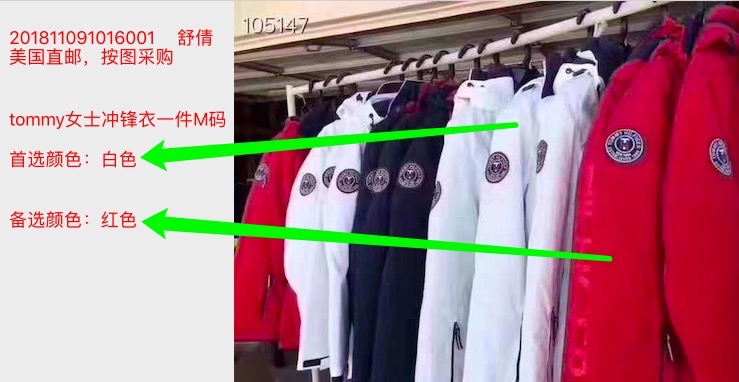 105147
201811091016001 舒倩
美国直邮，按图采购
tommy女士冲锋衣一件M码
首选颜色：白色
备选颜色：红色